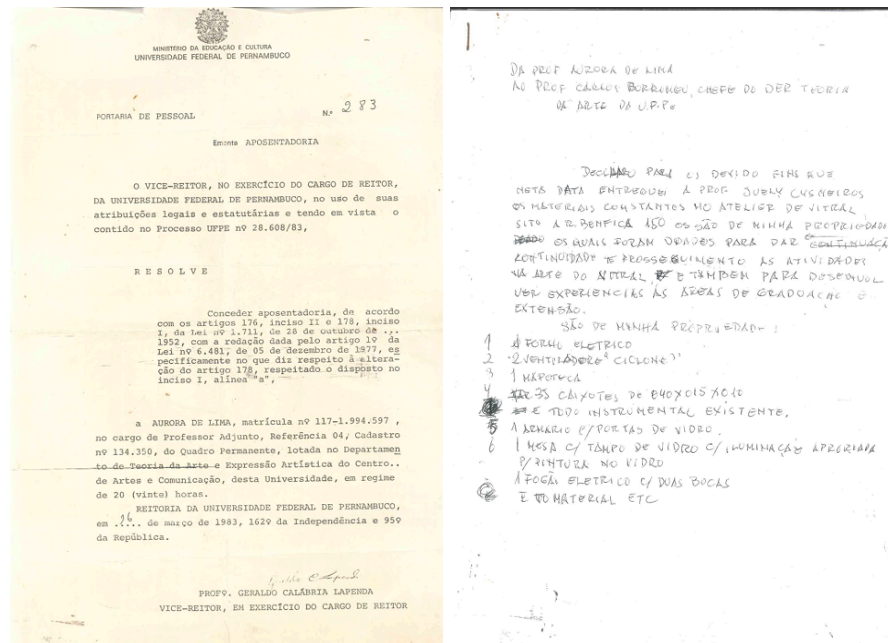 MINISTÉRIO DA EDUCAÇÃO E CULTURA
UNIVERSIDADE FEDERAL DE PERNAMBUCO
PORTARIA DE PESSOAL N.º 283
Ementa APOSENTADORIA
O VICE-REITOR, NO EXERCÍCIO DO CARGO DE REITOR,
DA UNIVERSIDADE FEDERAL DE PERNAMBUCO, no uso de suas
atribuições legais e estatutárias e tendo em vista o
contido no Processo UFPE nº 28.608/83,
R E S O L V E
Conceder aposentadoria, de acordo
com os artigos 176, inciso II e 178, inciso
I, da Lei nº 1.711, de 28 de outubro de ...
1952, com a redação dada pelo artigo 1º da
Lei nº 6.481, de 05 de dezembro de 1977, es
pecificamente no que diz respeito à altera-
ção do artigo 178, respeitado o disposto no
inciso I, alínea "a",
a AURORA DE LIMA, matrícula nº 117-1.994.597 ,
no cargo de Professor Adjunto, Referência 04, Cadastro
nº 134.350, do Quadro Permanente, lotada no Departamen
to de Teoria da Arte e Expressão Artística do Centro..
de Artes e Comunicação, desta Universidade, em regime
de 20 (vinte) horas.
REITORIA DA UNIVERSIDADE FEDERAL DE PERNAMBUCO,
em .26.. de março de 1983, 162º da Independência e 95º
da República.
PROFº. GERALDO CALÁBRIA LAPENDA
VICE-REITOR, EM EXERCÍCIO DO CARGO DE REITOR
DA PROF AURORA DE LIMA
AO PROF CARLOS BORROMEU, CHEFE DO DER TEORIA
DA ARTE DA U.F.Pe
DECLARO PARA OS DEVIDO FINS QUE
NETA DATA ENTREGUEI A PROF SUELY CISNEIROS
OS MATERIAIS CONSTANTES NO ATELIER DE VITRAL
SITO A R. BENFICA 150 OS SÃO DE MINHA PROPRIEDADE
OS QUAIS FORAM DOADOS PARA DAR CONTINUAÇÃ
CONTINUIDADE E PROSSEGUIMENTO AS ATIVIDADES
NA ARTE DO VITRAL, E TAMBEM PARA DESENVOL
VER EXPERIENCIAS ÀS AREAS DE GRADUAÇÃO E
EXTENSÃO.
SÃO DE MINHA PROPRIEDADE:
1 1 FORNO ELETRICO
2 2 VENTILADORE "CICLONE"
3 1 MAPOTECA
4 35 CAIXOTES DE 040X015X010
E TODO INSTRUMENTAL EXISTENTE.
5 1 ARMARIO C/PORTAS DE VIDRO
6 1 MESA C/ TAMPO DE VIDRO C/ ILUMINAÇÃO APROPRIADA
P/PINTURA NO VIDRO
1 FOGÃO ELETRICO C/ DUAS BOCAS
E TO MATERIAL ETC